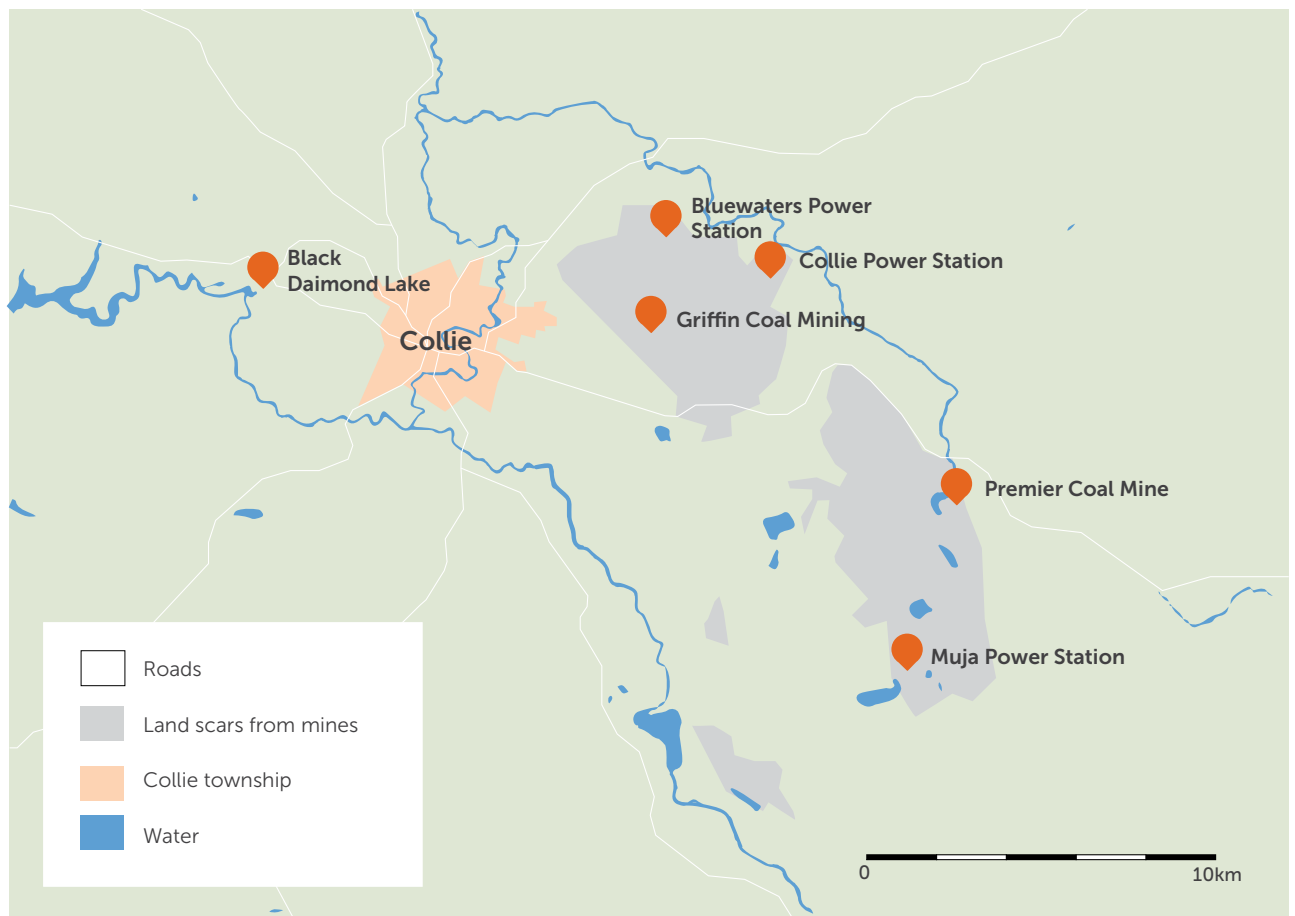 Bluewaters Power
Station
Black
Daimond Lake
Collie Power Station
Griffin Coal Mining
Collie
Premier Coal Mine
Muja Power Station
Roads
Land scars from mines
Collie township
Water
0
10km